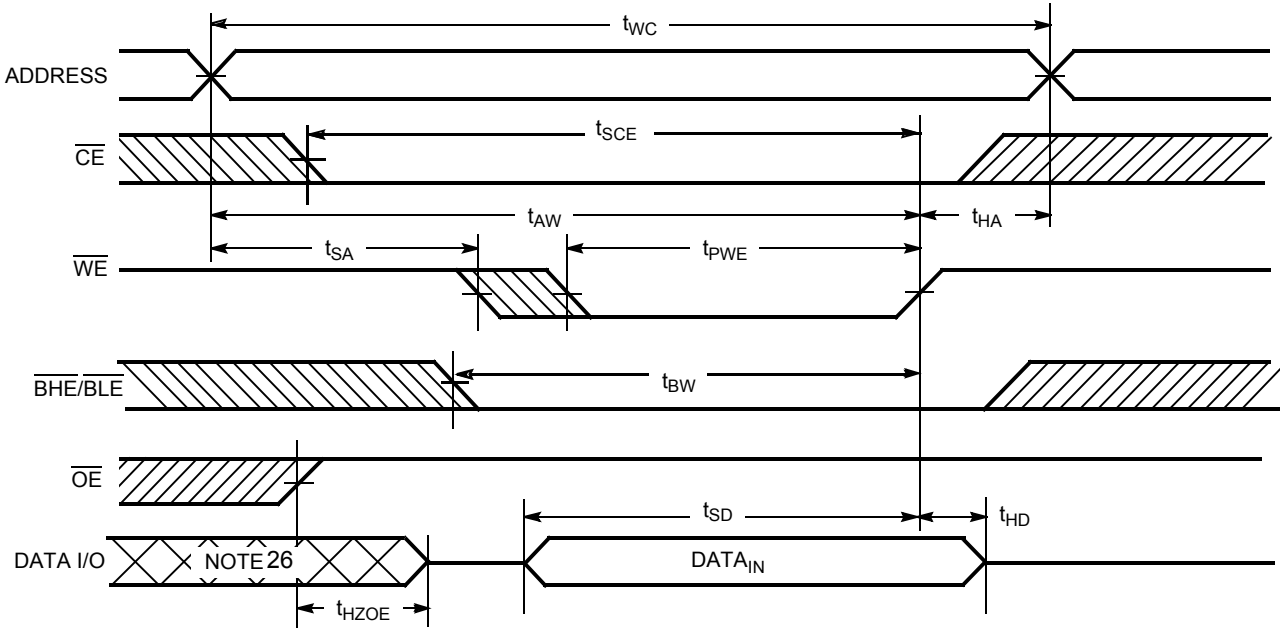 tWC
ADDRESS
tSCE
CE
tAW
tHA
tSA
tPWE
WE
tBW
BHE/BLE
OE
tSD
tHD
DATA I/O
NOTE 26
DATAIN
tHZOE